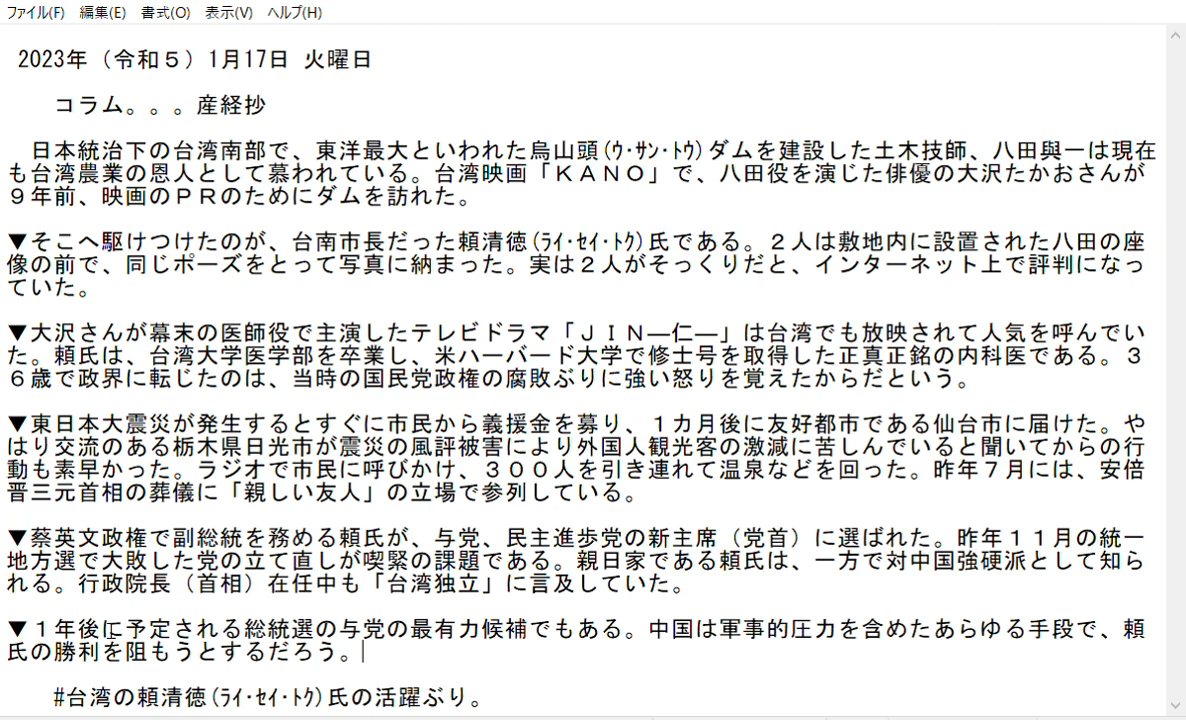 ファイル(F) 編集(E) 書式(O) 表示(V) ヘルプ(H)
2023年（令和５）1月17日 火曜日
コラム。。。産経抄
日本統治下の台湾南部で、東洋最大といわれた烏山頭(ｳ･ｻﾝ･ﾄｳ)ダムを建設した土木技師、八田與一は現在
も台湾農業の恩人として慕われている。台湾映画「ＫＡＮＯ」で、八田役を演じた俳優の大沢たかおさんが
９年前、映画のＰＲのためにダムを訪れた。
▼そこへ駆けつけたのが、台南市長だった頼清徳(ﾗｲ･ｾｲ･ﾄｸ)氏である。２人は敷地内に設置された八田の座
像の前で、同じポーズをとって写真に納まった。実は２人がそっくりだと、インターネット上で評判になっ
ていた。
▼大沢さんが幕末の医師役で主演したテレビドラマ「ＪＩＮ―仁―」は台湾でも放映されて人気を呼んでい
た。頼氏は、台湾大学医学部を卒業し、米ハーバード大学で修士号を取得した正真正銘の内科医である。３
６歳で政界に転じたのは、当時の国民党政権の腐敗ぶりに強い怒りを覚えたからだという。
▼東日本大震災が発生するとすぐに市民から義援金を募り、１カ月後に友好都市である仙台市に届けた。や
はり交流のある栃木県日光市が震災の風評被害により外国人観光客の激減に苦しんでいると聞いてからの行
動も素早かった。ラジオで市民に呼びかけ、３００人を引き連れて温泉などを回った。昨年７月には、安倍
晋三元首相の葬儀に「親しい友人」の立場で参列している。
▼蔡英文政権で副総統を務める頼氏が、与党、民主進歩党の新主席（党首）に選ばれた。昨年１１月の統一
地方選で大敗した党の立て直しが喫緊の課題である。親日家である頼氏は、一方で対中国強硬派として知ら
れる。行政院長（首相）在任中も「台湾独立」に言及していた。
▼１年後に予定される総統選の与党の最有力候補でもある。中国は軍事的圧力を含めたあらゆる手段で、頼
氏の勝利を阻もうとするだろう。
#台湾の頼清徳(ﾗｲ･ｾｲ･ﾄｸ)氏の活躍ぶり。